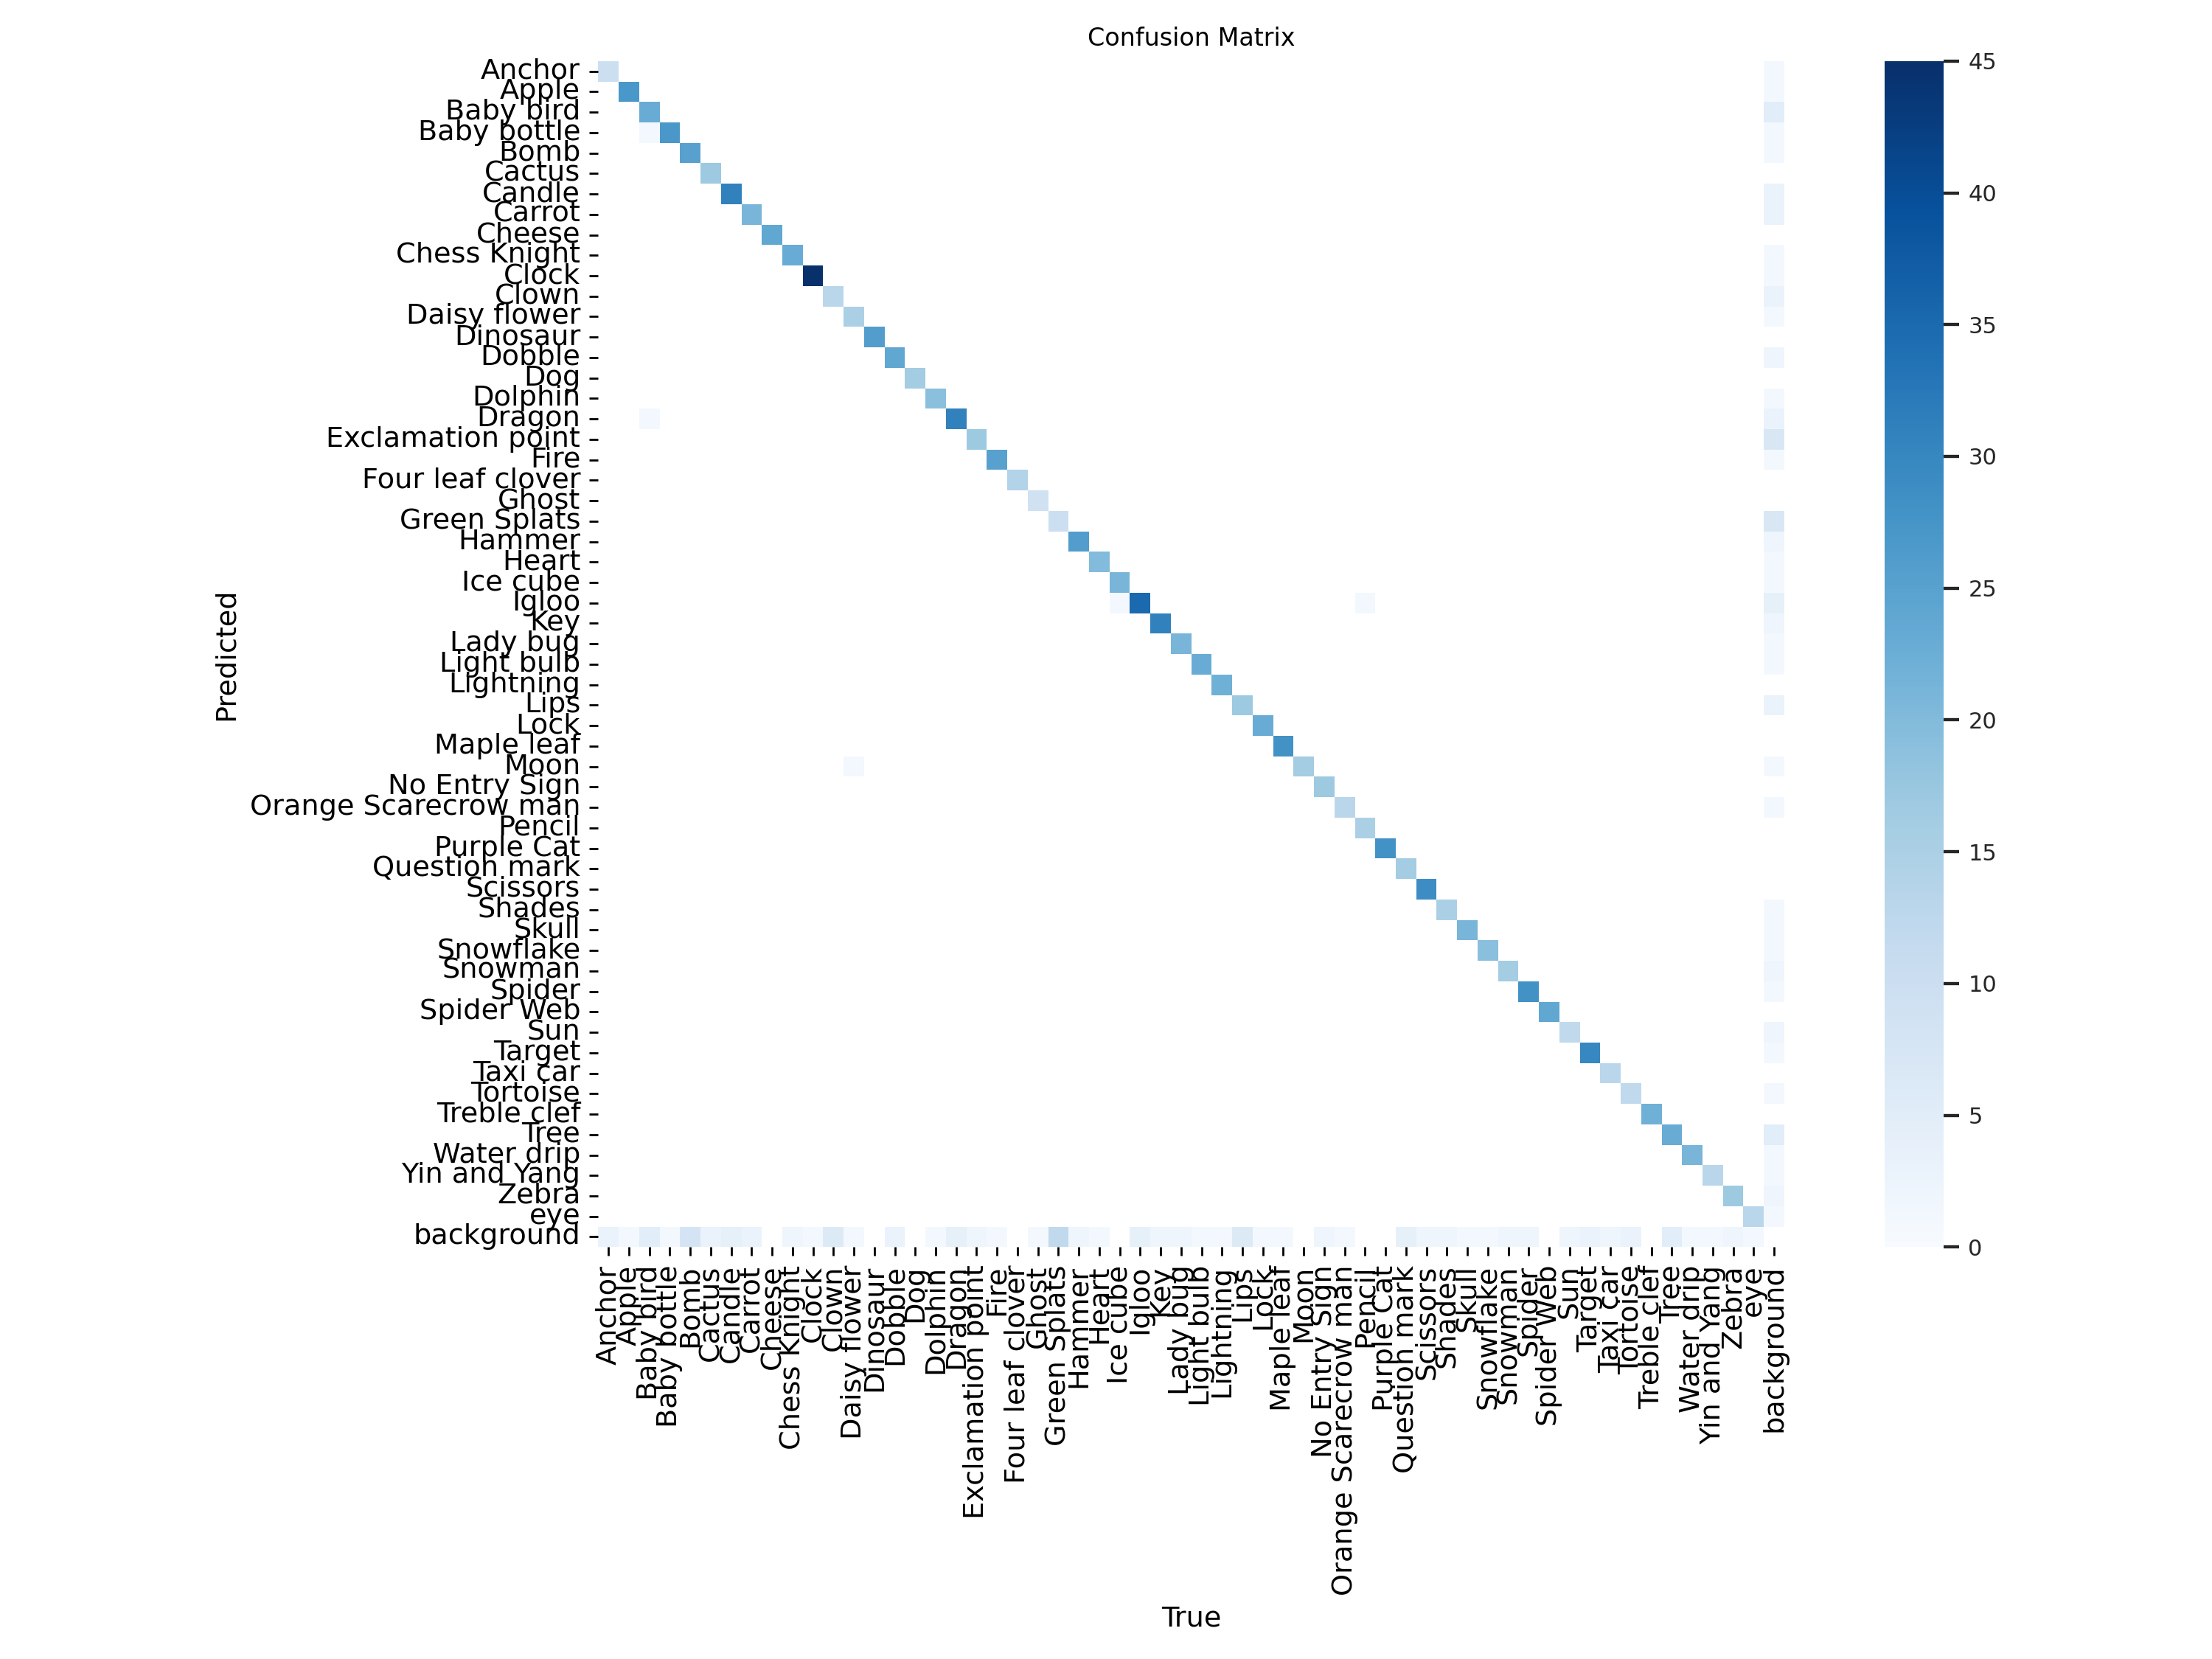 Confusion Matrix
Anchor
Apple
Baby bird
Baby bottle
Bomb
Cactus
Candle
Carrot
Cheese
Chess Knight
Clock
Clown
Daisy flower
Dinosaur
Dobble
Dog
Dolphin
Dragon
Exclamation point
Fire
Four leaf clover
Ghost
Green Splats
Hammer
Heart
Ice cube
Igloo
Key
Lady bug
Light bulb
Lightning
Lips
Lock
Maple leaf
Moon
No Entry Sign
Orange Scarecrow man
Pencil
Purple Cat
Question mark
Scissors
Shades
Skull
Snowflake
Snowman
Spider
Spider Web
Sun
Target
Taxi car
Tortoise
Treble clef
Tree
Water drip
Yin and Yang
Zebra
eye
background
Predicted
Anchor
Apple
Baby bird
Baby bottle
Bomb
Cactus
Candle
Carrot
Cheese
Chess Knight
Clock
Clown
Daisy flower
Dinosaur
Dobble
Dog
Dolphin
Dragon
Exclamation point
Fire
Four leaf clover
Ghost
Green Splats
Hammer
Heart
Ice cube
Igloo
Key
Lady bug
Light bulb
Lightning
Lips
Lock
Maple leaf
Moon
No Entry Sign
Orange Scarecrow man
Pencil
Purple Cat
Question mark
Scissors
Shades
Skull
Snowflake
Snowman
Spider
Spider Web
Sun
Target
Taxi car
Tortoise
Treble clef
Tree
Water drip
Yin and Yang
Zebra
eye
background
True
45
40
35
30
25
20
15
10
5
0